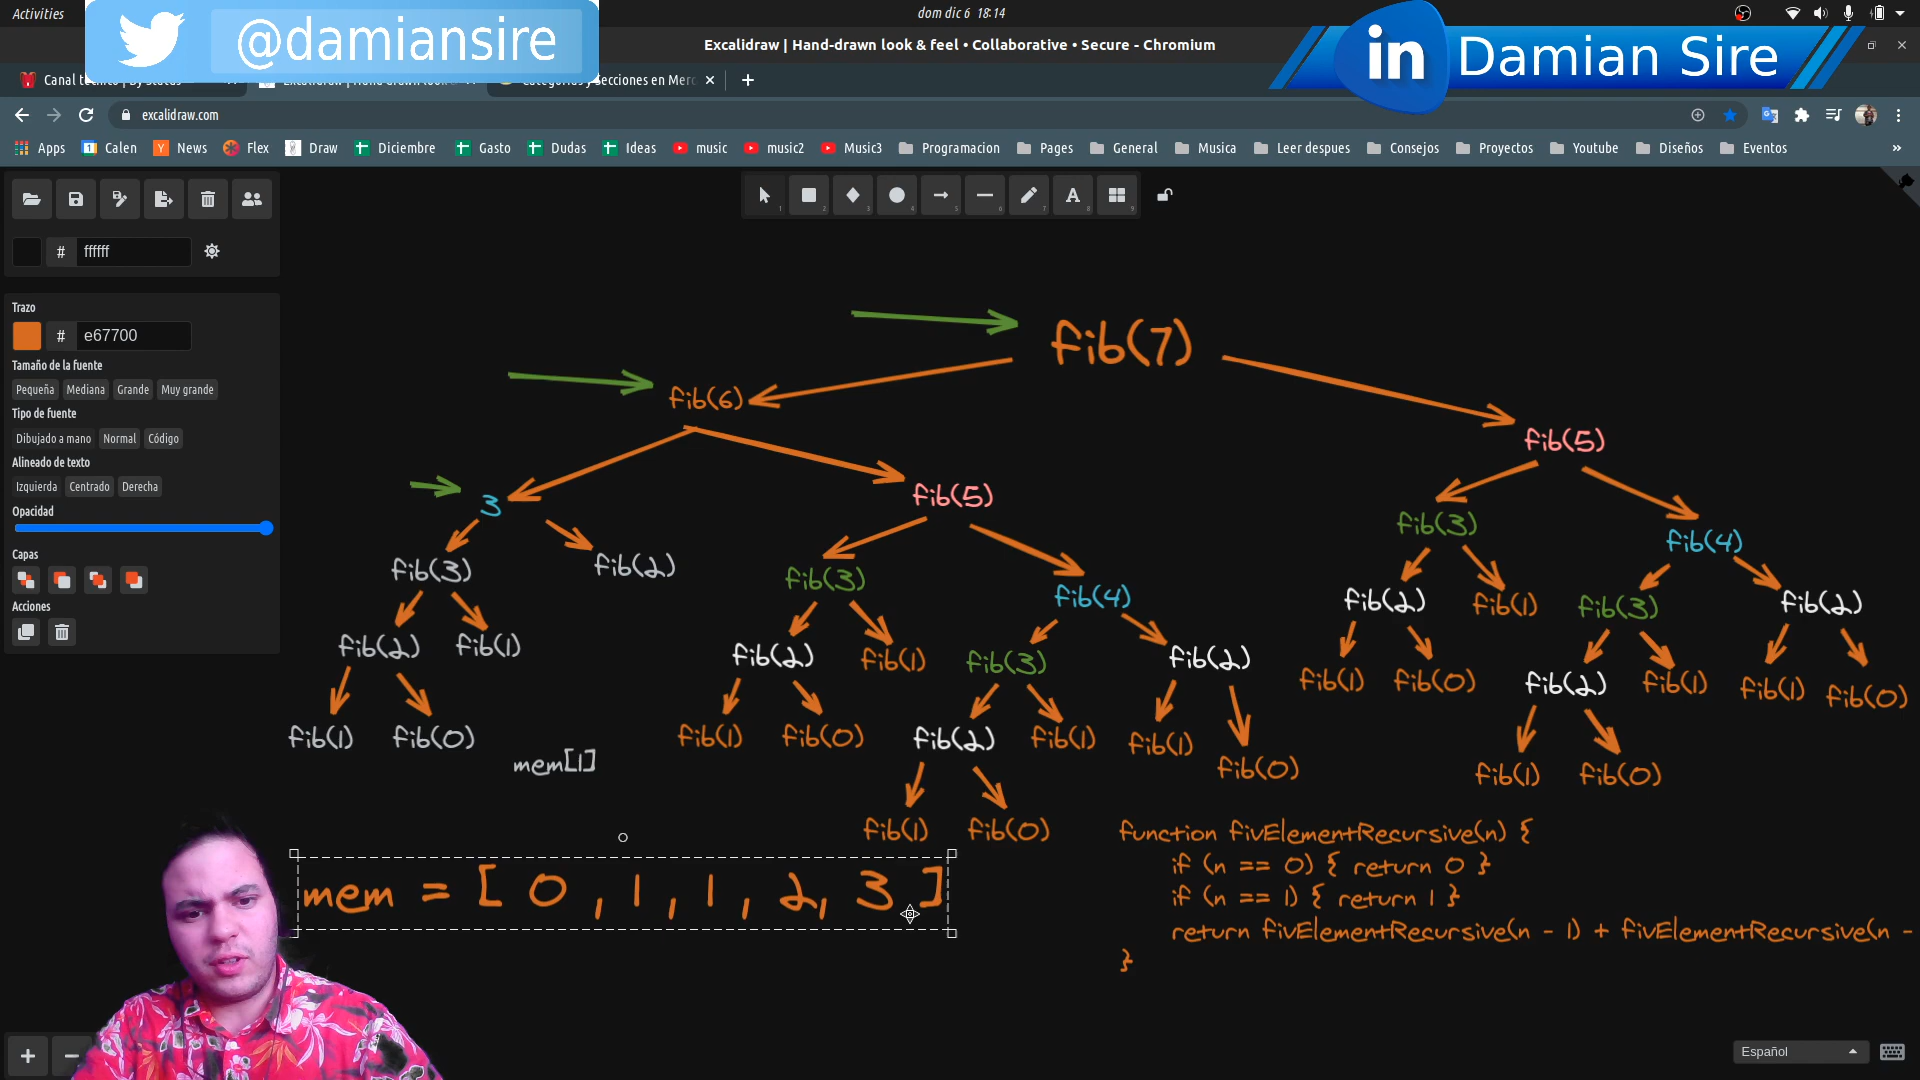 Activities
dom dic 6 18:14
@damiansire
Excalidraw | Hand-drawn look & feel • Collaborative • Secure - Chromium
in Damian Sire
excalidraw.com
Apps Calen News Flex Draw Diciembre Gasto Dudas Ideas music music2 Music3 Programacion Pages General Musica Leer despues Consejos Proyectos Youtube Diseños Eventos »
# ffffff
Trazo
# e67700
Tamaño de la fuente
Pequeña Mediana Grande Muy grande
Tipo de fuente
Dibujado a mano Normal Código
Alineado de texto
Izquierda Centrado Derecha
Opacidad
Capas
Acciones
fib(7)
fib(6)
fib(5)
3
fib(5)
fib(3)
fib(4)
fib(3)
fib(2)
fib(3)
fib(4)
fib(2)
fib(1)
fib(3)
fib(2)
fib(2)
fib(1)
fib(2)
fib(1)
fib(3)
fib(2)
fib(1)
fib(0)
fib(2)
fib(1)
fib(1)
fib(0)
fib(1)
fib(0)
mem[1]
fib(1)
fib(0)
fib(2)
fib(1)
fib(1)
fib(0)
fib(1)
fib(0)
fib(1)
fib(0)
mem = [ 0 , 1 , 1 , 2, 3 ]
function fivElementRecursive(n) {
if (n == 0) { return 0 }
if (n == 1) { return 1 }
return fivElementRecursive(n - 1) + fivElementRecursive(n -
}
Español